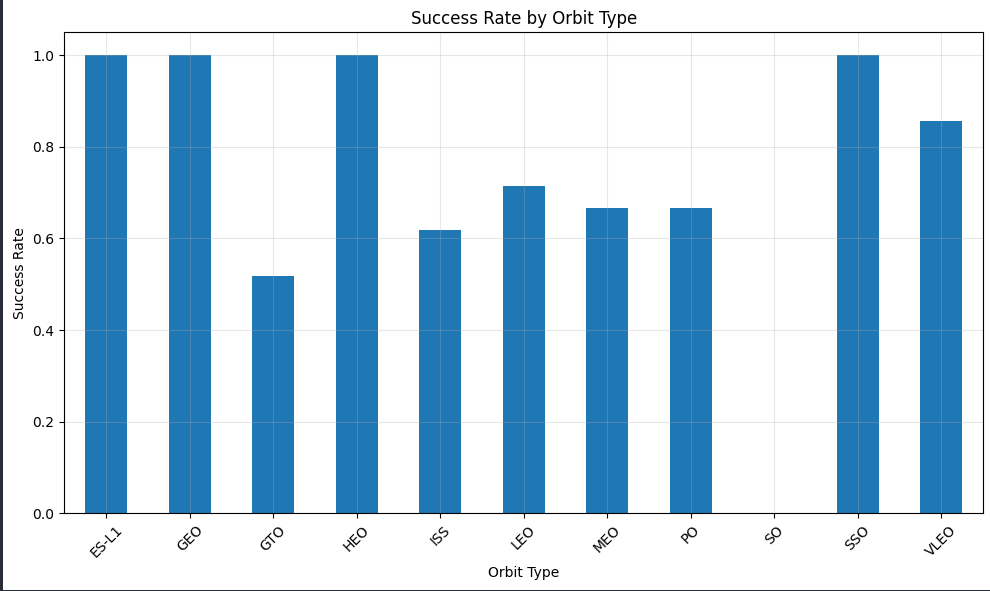 Success Rate by Orbit Type
1.0
0.8
0.6
0.4
0.2
0.0
Success Rate
ES-L1
GEO
GTO
HEO
ISS
LEO
MEO
PO
SO
SSO
VLEO
Orbit Type